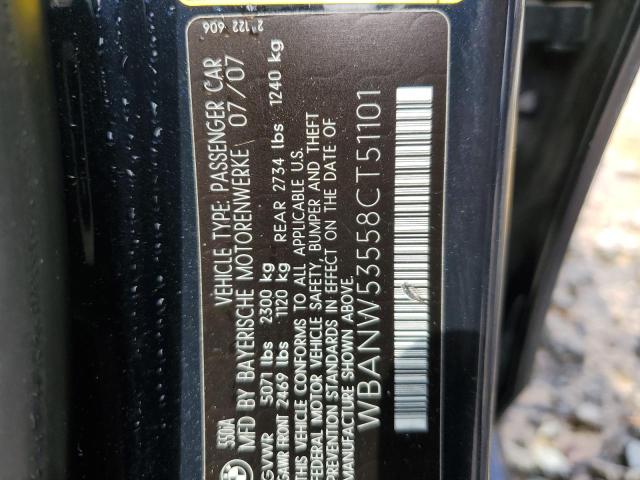 550IA
VEHICLE TYPE: PASSENGER CAR
MFD BY BAYERISCHE MOTORENWERKE 07/07
GVWR 5071 lbs 2300 kg
GAWR FRONT 2469 lbs 1120 kg REAR 2734 lbs 1240 kg
THIS VEHICLE CONFORMS TO ALL APPLICABLE U.S.
FEDERAL MOTOR VEHICLE SAFETY, BUMPER AND THEFT
PREVENTION STANDARDS IN EFFECT ON THE DATE OF
MANUFACTURE SHOWN ABOVE.
WBANW53558CT51101
122 606